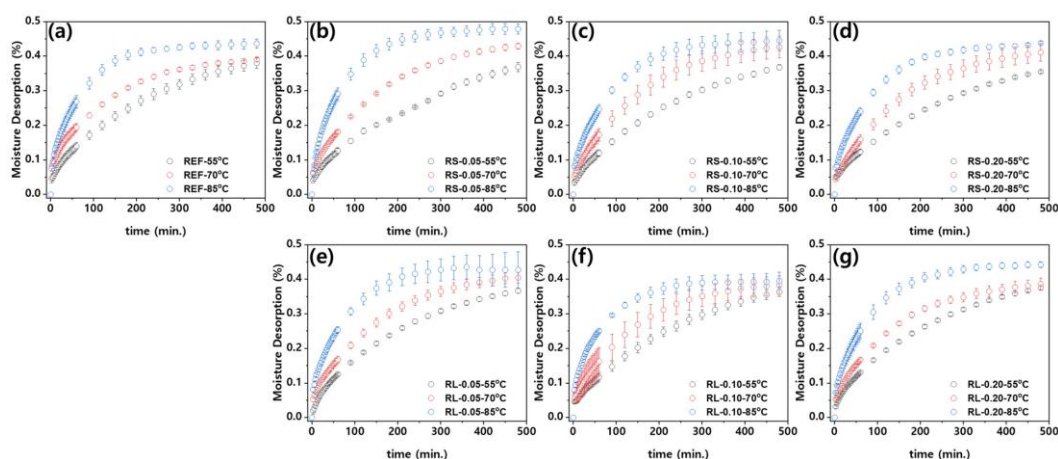 (a)
Moisture Desorption (%)
0.5
0.4
0.3
0.2
0.1
0.0
REF-55°C
REF-70°C
REF-85°C
0 100 200 300 400 500
time (min.)
(b)
Moisture Desorption (%)
0.5
0.4
0.3
0.2
0.1
0.0
RS-0.05-55°C
RS-0.05-70°C
RS-0.05-85°C
0 100 200 300 400 500
time (min.)
(c)
Moisture Desorption (%)
0.5
0.4
0.3
0.2
0.1
0.0
RS-0.10-55°C
RS-0.10-70°C
RS-0.10-85°C
0 100 200 300 400 500
time (min.)
(d)
Moisture Desorption (%)
0.5
0.4
0.3
0.2
0.1
0.0
RS-0.20-55°C
RS-0.20-70°C
RS-0.20-85°C
0 100 200 300 400 500
time (min.)
(e)
Moisture Desorption (%)
0.5
0.4
0.3
0.2
0.1
0.0
RL-0.05-55°C
RL-0.05-70°C
RL-0.05-85°C
0 100 200 300 400 500
time (min.)
(f)
Moisture Desorption (%)
0.5
0.4
0.3
0.2
0.1
0.0
RL-0.10-55°C
RL-0.10-70°C
RL-0.10-85°C
0 100 200 300 400 500
time (min.)
(g)
Moisture Desorption (%)
0.5
0.4
0.3
0.2
0.1
0.0
RL-0.20-55°C
RL-0.20-70°C
RL-0.20-85°C
0 100 200 300 400 500
time (min.)